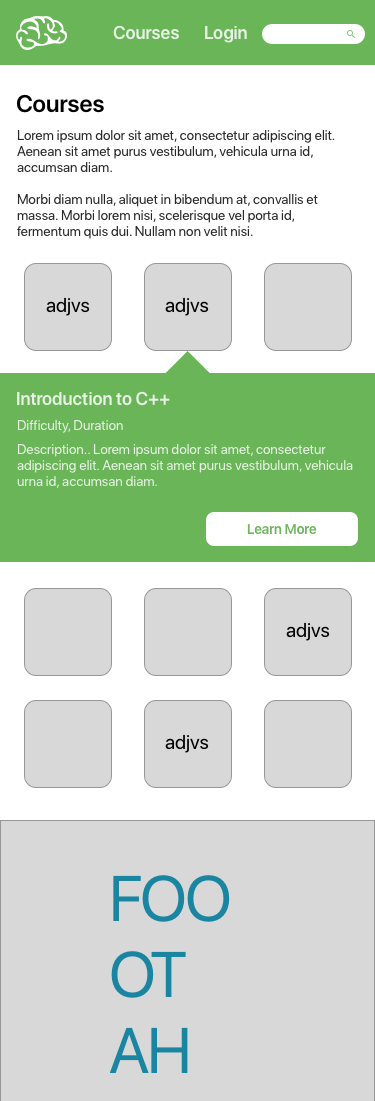 Courses Login
Courses
Lorem ipsum dolor sit amet, consectetur adipiscing elit.
Aenean sit amet purus vestibulum, vehicula urna id,
accumsan diam.
Morbi diam nulla, aliquet in bibendum at, convallis et
massa. Morbi lorem nisi, scelerisque vel porta id,
fermentum quis dui. Nullam non velit nisi.
adjvs adjvs
Introduction to C++
Difficulty, Duration
Description.. Lorem ipsum dolor sit amet, consectetur
adipiscing elit. Aenean sit amet purus vestibulum, vehicula
urna id, accumsan diam.
Learn More
adjvs
adjvs
FOO
OT
AH